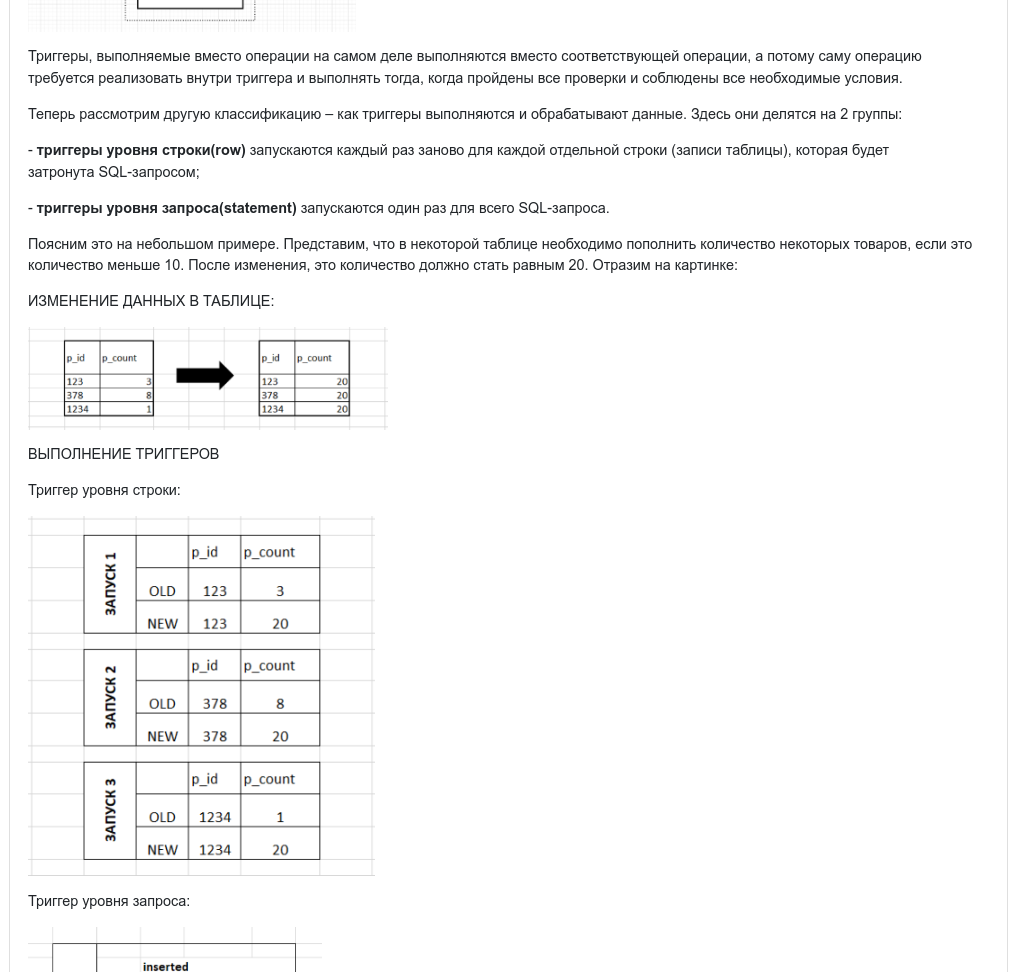 Триггеры, выполняемые вместо операции на самом деле выполняются вместо соответствующей операции, а потому саму операцию
требуется реализовать внутри триггера и выполнять тогда, когда пройдены все проверки и соблюдены все необходимые условия.
Теперь рассмотрим другую классификацию – как триггеры выполняются и обрабатывают данные. Здесь они делятся на 2 группы:
- триггеры уровня строки(row) запускаются каждый раз заново для каждой отдельной строки (записи таблицы), которая будет
затронута SQL-запросом;
- триггеры уровня запроса(statement) запускаются один раз для всего SQL-запроса.
Поясним это на небольшом примере. Представим, что в некоторой таблице необходимо пополнить количество некоторых товаров, если это
количество меньше 10. После изменения, это количество должно стать равным 20. Отразим на картинке:
ИЗМЕНЕНИЕ ДАННЫХ В ТАБЛИЦЕ:
p_id p_count p_id p_count
123 3 123 20
378 8 378 20
1234 1 1234 20
ВЫПОЛНЕНИЕ ТРИГГЕРОВ
Триггер уровня строки:
ЗАПУСК 1
p_id p_count
OLD 123 3
NEW 123 20
ЗАПУСК 2
p_id p_count
OLD 378 8
NEW 378 20
ЗАПУСК 3
p_id p_count
OLD 1234 1
NEW 1234 20
Триггер уровня запроса:
inserted